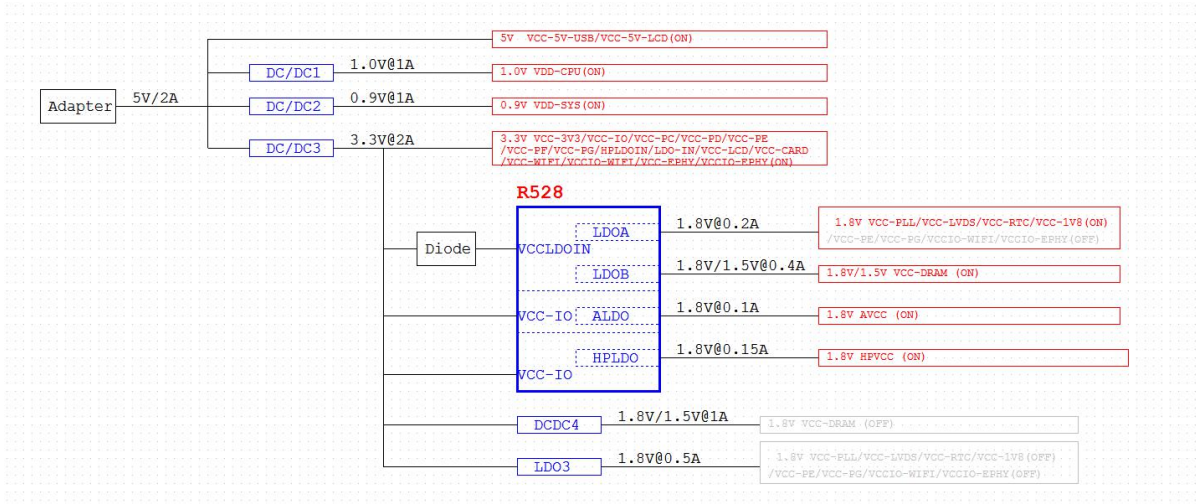 5V VCC-5V-USB/VCC-5V-LCD(ON)
DC/DC1
1.0V@1A
1.0V VDD-CPU(ON)
Adapter
5V/2A
DC/DC2
0.9V@1A
0.9V VDD-SYS(ON)
DC/DC3
3.3V@2A
3.3V VCC-3V3/VCC-IO/VCC-PC/VCC-PD/VCC-PE
/VCC-PF/VCC-PG/HPLDOIN/LDO-IN/VCC-LCD/VCC-CARD
/VCC-WIFI/VCCIO-WIFI/VCC-EPHY/VCCIO-EPHY(ON)
R528
LDOA
1.8V@0.2A
1.8V VCC-PLL/VCC-LVDS/VCC-RTC/VCC-1V8(ON)
/VCC-PE/VCC-PG/VCCIO-WIFI/VCCIO-EPHY(OFF)
Diode
VCCLDOIN
LDOB
1.8V/1.5V@0.4A
1.8V/1.5V VCC-DRAM (ON)
VCC-IO
ALDO
1.8V@0.1A
1.8V AVCC (ON)
HPLDO
1.8V@0.15A
1.8V HPVCC (ON)
VCC-IO
DCDC4
1.8V/1.5V@1A
1.8V VCC-DRAM (OFF)
LDO3
1.8V@0.5A
1.8V VCC-PLL/VCC-LVDS/VCC-RTC/VCC-1V8(OFF)
/VCC-PE/VCC-PG/VCCIO-WIFI/VCCIO-EPHY(OFF)